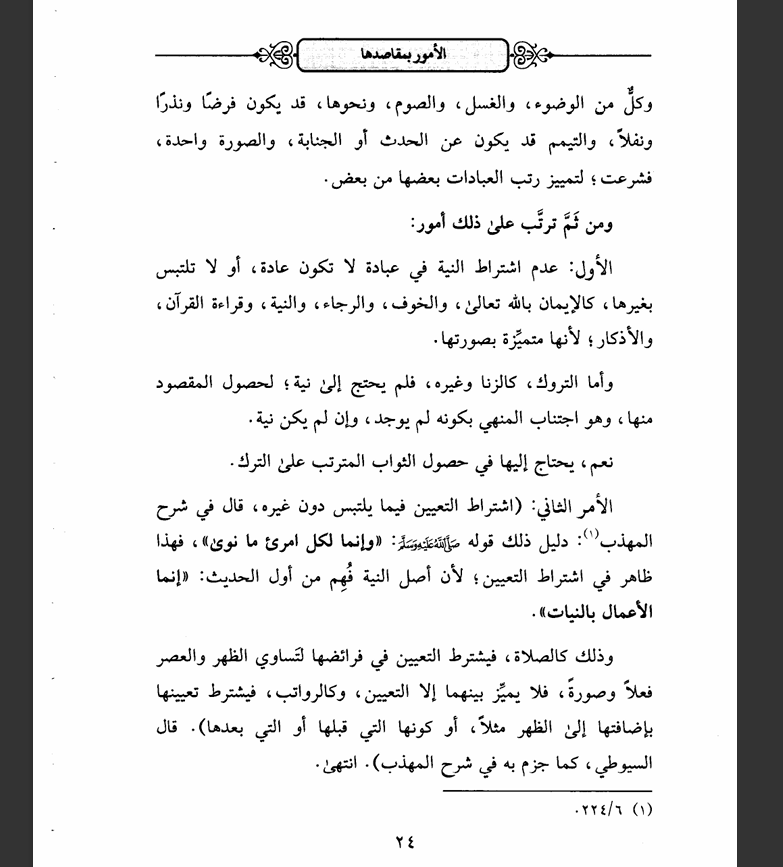 الأمور بمقاصدها
وكلٌّ من الوضوء، والغسل، والصوم، ونحوها، قد يكون فرضًا ونذرًا
ونفلاً، والتيمم قد يكون عن الحدث أو الجنابة، والصورة واحدة،
فشرعت؛ لتمييز رتب العبادات بعضها من بعض.
ومن ثَمَّ ترتَّب علىٰ ذلك أمور:
الأول: عدم اشتراط النية في عبادة لا تكون عادة، أو لا تلتبس
بغيرها، كالإيمان بالله تعالىٰ، والخوف، والرجاء، والنية، وقراءة القرآن،
والأذكار؛ لأنها متميِّزة بصورتها.
وأما التروك، كالزنا وغيره، فلم يحتج إلىٰ نية؛ لحصول المقصود
منها، وهو اجتناب المنهي بكونه لم يوجد، وإن لم يكن نية.
نعم، يحتاج إليها في حصول الثواب المترتب علىٰ الترك.
الأمر الثاني: (اشتراط التعيين فيما يلتبس دون غيره، قال في شرح
المهذب(١): دليل ذلك قوله ﷺ: «وإنما لكل امرئ ما نوىٰ»، فهذا
ظاهر في اشتراط التعيين؛ لأن أصل النية فُهِم من أول الحديث: «إنما
الأعمال بالنيات».
وذلك كالصلاة، فيشترط التعيين في فرائضها لتَساوي الظهر والعصر
فعلاً وصورةً، فلا يميِّز بينهما إلا التعيين، وكالرواتب، فيشترط تعيينها
بإضافتها إلىٰ الظهر مثلاً، أو كونها التي قبلها أو التي بعدها). قال
السيوطي، كما جزم به في شرح المهذب). انتهىٰ.
(١) ٢٢٤/٦.
٢٤